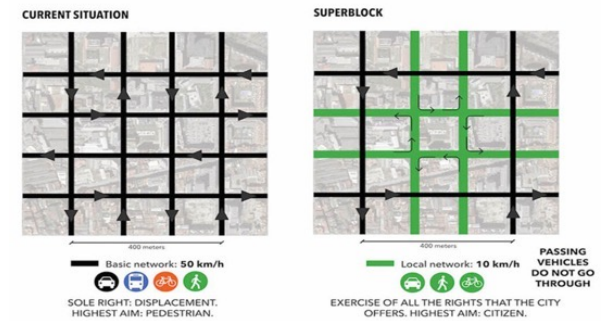 CURRENT SITUATION
400 meters
Basic network: 50 km/h
SOLE RIGHT: DISPLACEMENT.
HIGHEST AIM: PEDESTRIAN.
SUPERBLOCK
400 meters
Local network: 10 km/h
EXERCISE OF ALL THE RIGHTS THAT THE CITY
OFFERS. HIGHEST AIM: CITIZEN.
PASSING
VEHICLES
DO NOT GO
THROUGH